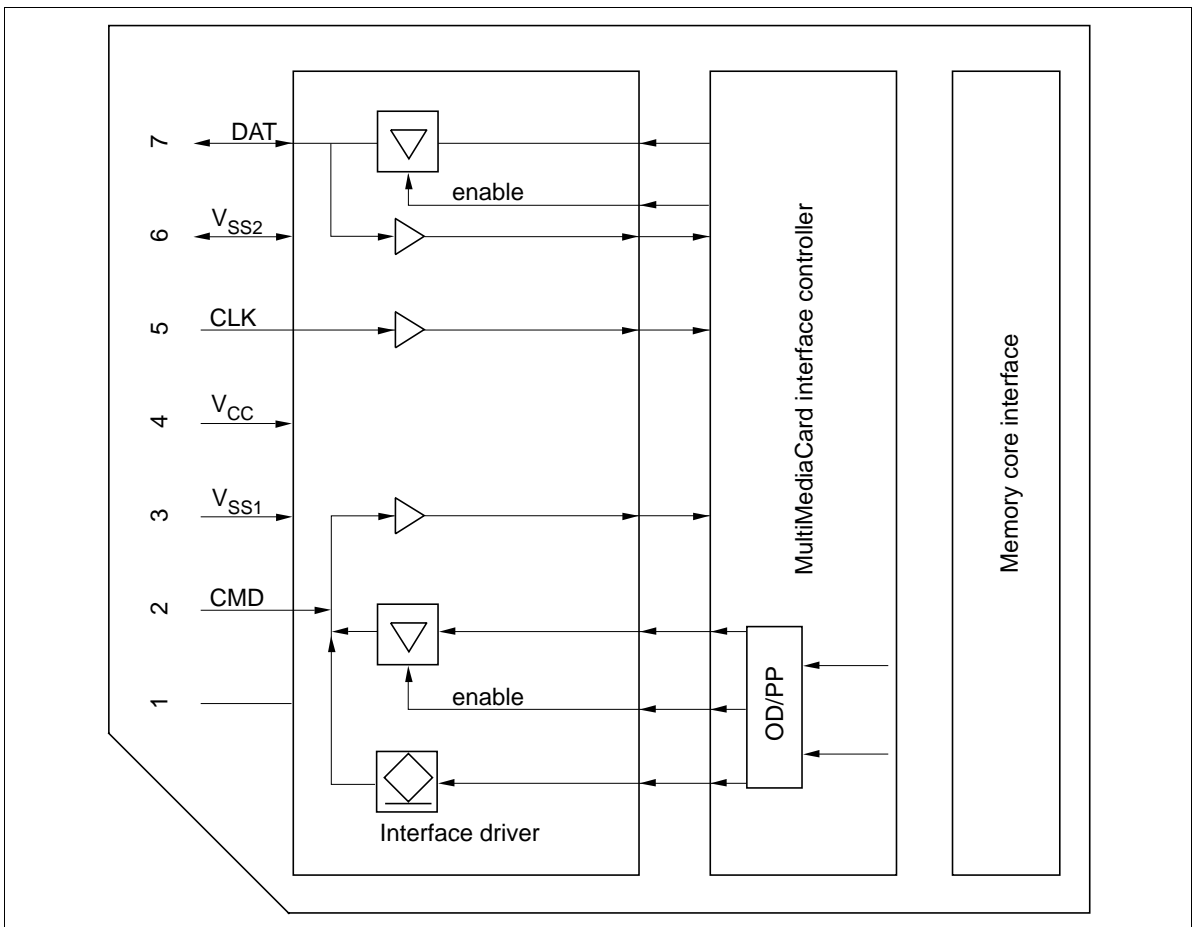 7 DAT
enable
6 VSS2
5 CLK
4 VCC
3 VSS1
2 CMD
1
enable
Interface driver
OD/PP
MultiMediaCard interface controller
Memory core interface